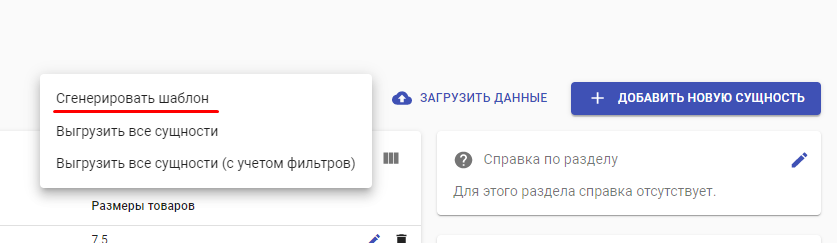 Сгенерировать шаблон
Выгрузить все сущности
Выгрузить все сущности (с учетом фильтров)
ЗАГРУЗИТЬ ДАННЫЕ
ДОБАВИТЬ НОВУЮ СУЩНОСТЬ
Справка по разделу
Для этого раздела справка отсутствует.
Размеры товаров
7.5